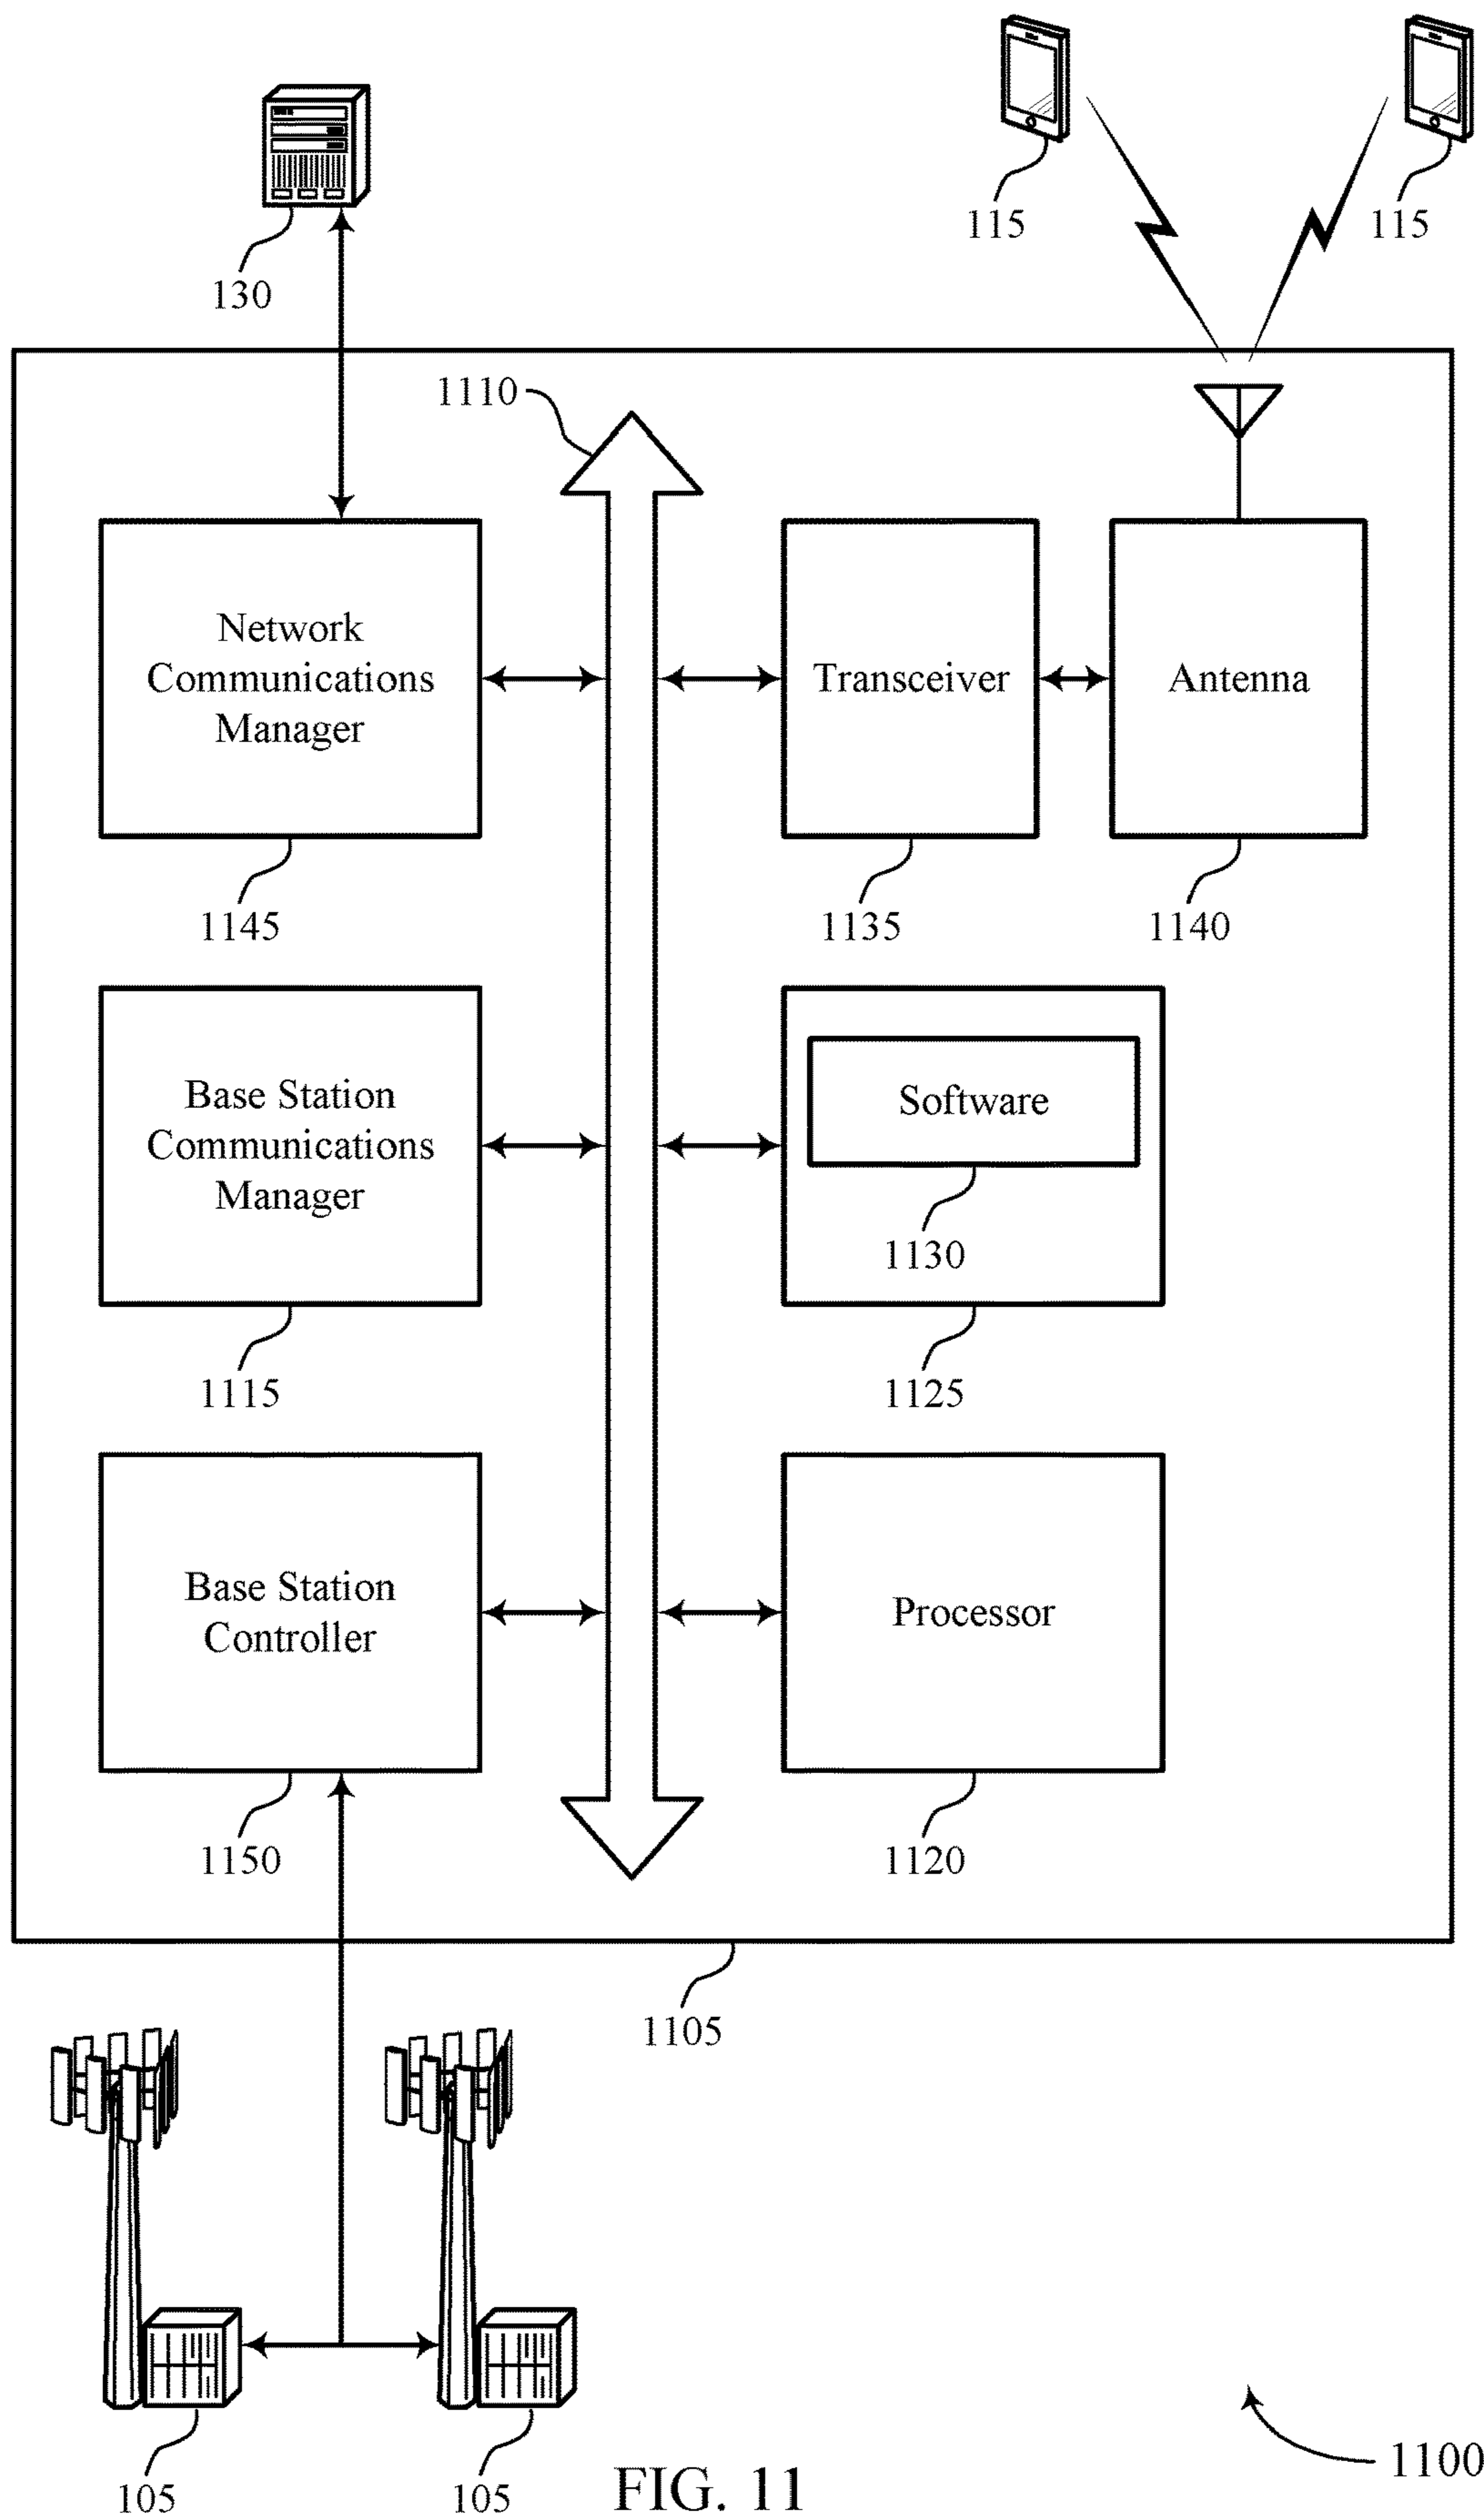 115
115
130
1110
Network
Communications
Manager
Transceiver
Antenna
1145
1135
1140
Base Station
Communications
Manager
Software
1130
1115
1125
Base Station
Controller
Processor
1150
1120
1105
105
105
FIG. 11
1100